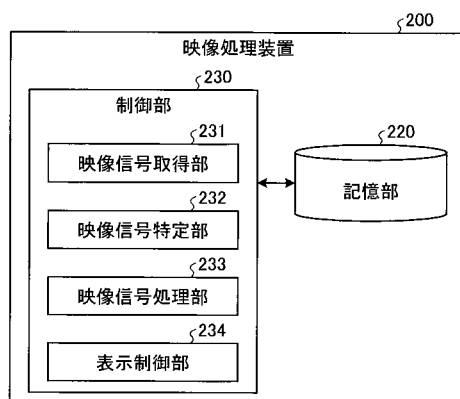 200
映像処理装置
230
制御部
231
映像信号取得部
220
記憶部
232
映像信号特定部
233
映像信号処理部
234
表示制御部